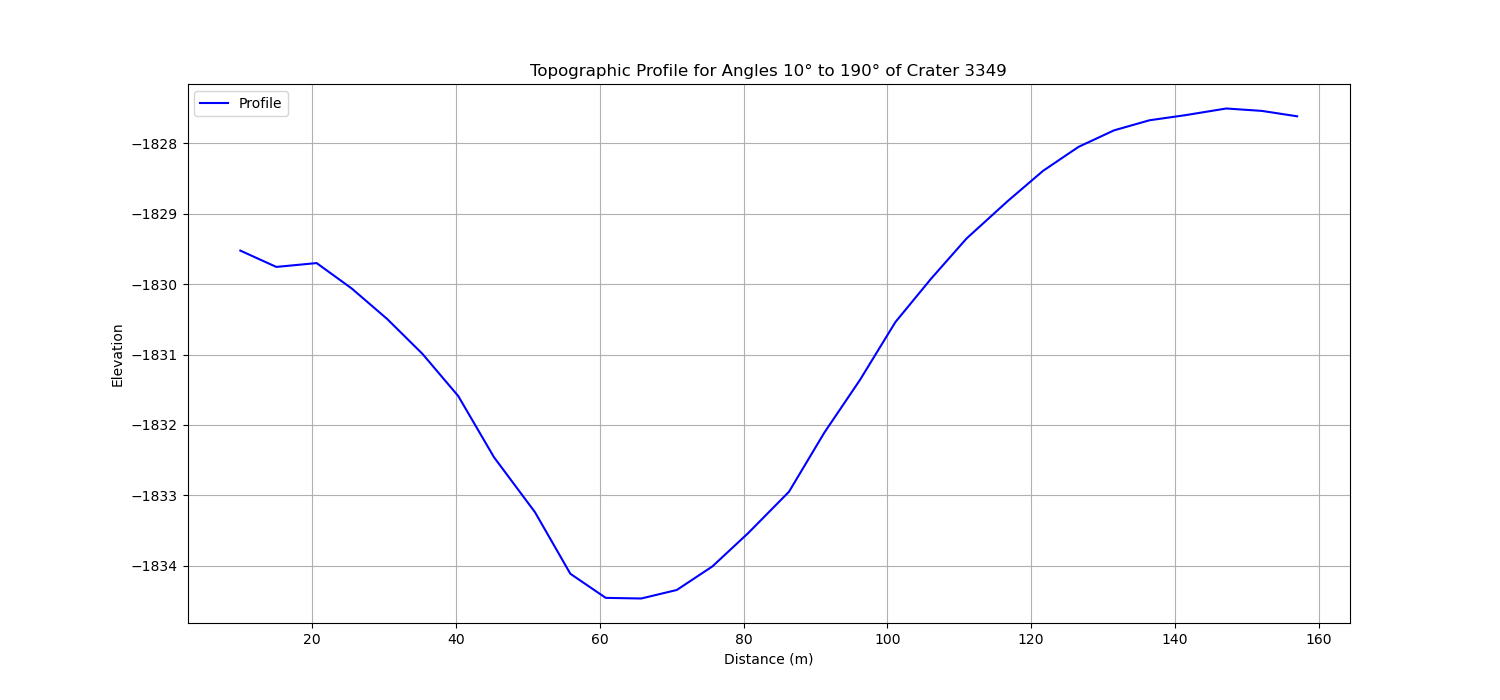 Topographic Profile for Angles 10° to 190° of Crater 3349
Profile
−1828
−1829
−1830
−1831
−1832
−1833
−1834
Elevation
20 40 60 80 100 120 140 160
Distance (m)